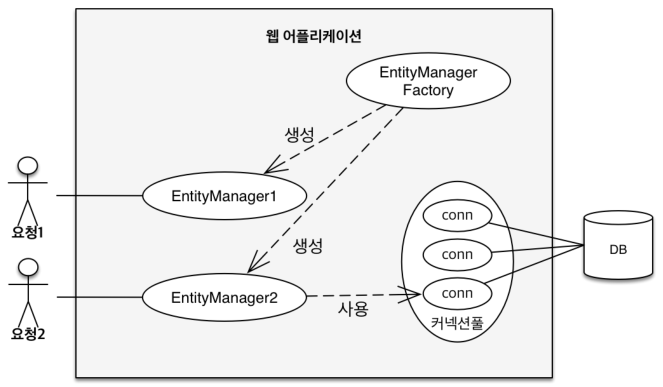 웹 어플리케이션
EntityManager
Factory
생성
EntityManager1
요청1
conn
conn
conn
커넥션풀
DB
생성
EntityManager2
사용
요청2